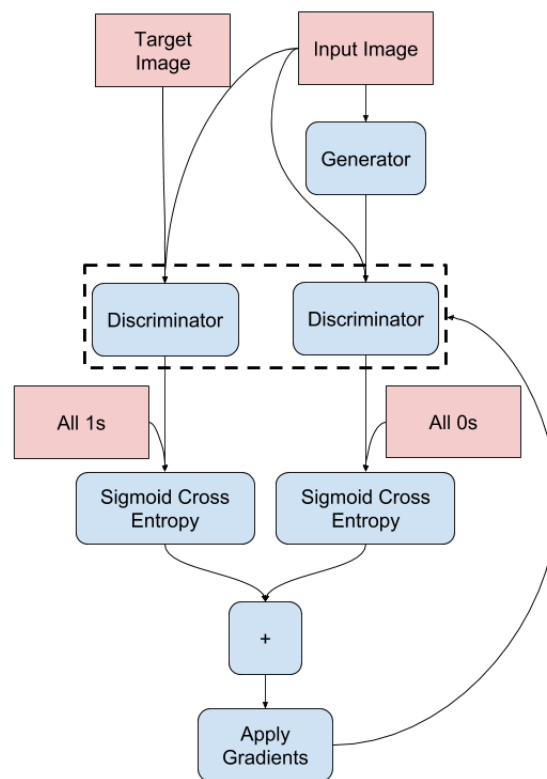 Target
Image
Input Image
Generator
Discriminator
Discriminator
All 1s
All 0s
Sigmoid Cross
Entropy
Sigmoid Cross
Entropy
+
Apply
Gradients